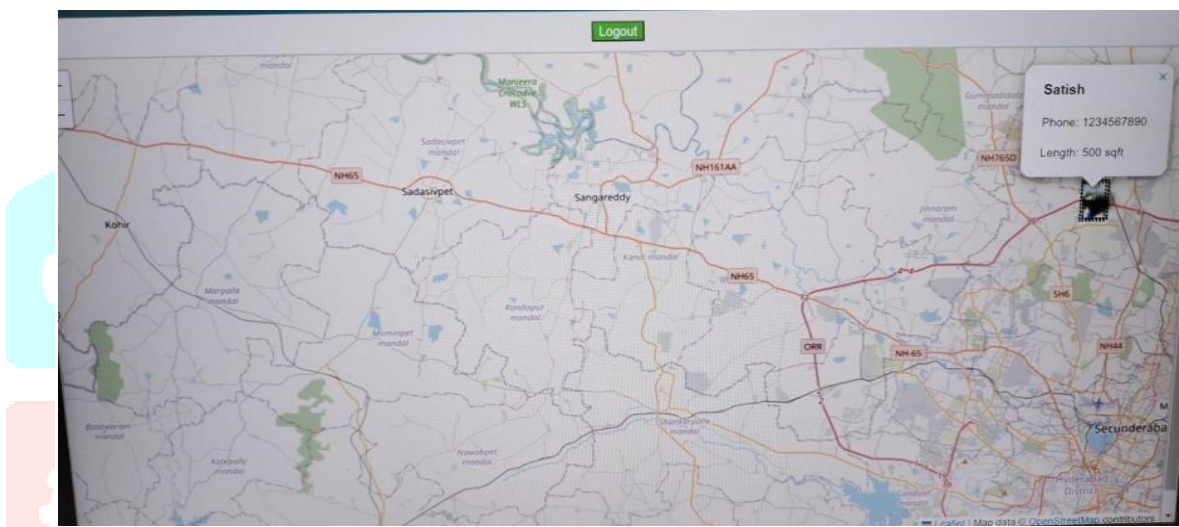 Logout
Manjeera
Crocodile
WLS
Gummadidala
mandal
Satish
Phone: 1234567890
Length: 500 sqft
Sadasivpet
mandal
NH65
Sadasivpet
NH161AA
NH765D
Sangareddy
Jinnaram
mandal
Kohir
Kandi mandal
NH65
Marpalle
mandal
Kondapur
mandal
SH6
Mominpet
mandal
ORR
NH-65
NH44
Bantwaram
mandal
Kotepally
mandal
Nawabpet
mandal
Shankarpalle
mandal
M
Secunderaba
Hyderabad
District
Leaflet | Map data © OpenStreetMap contributors